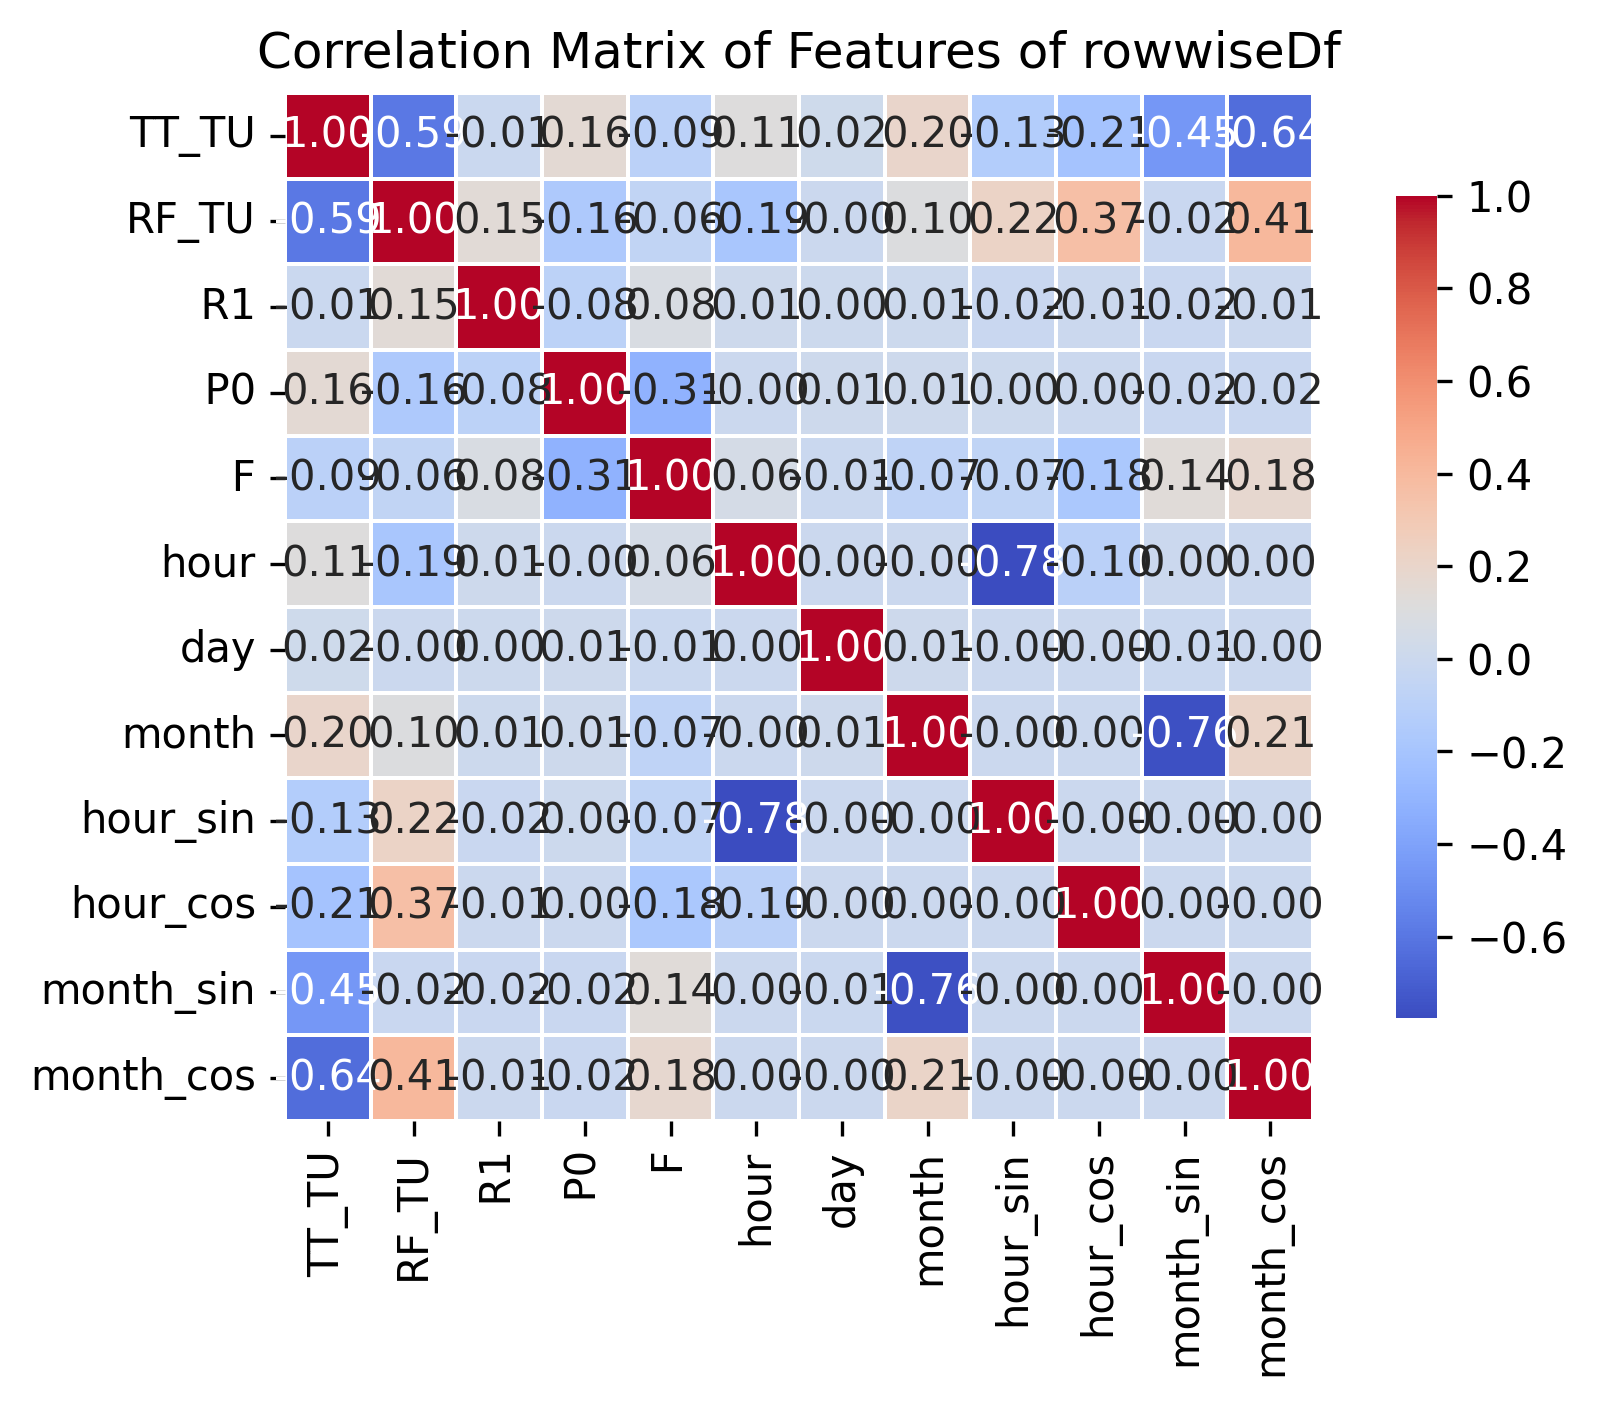 Correlation Matrix of Features of rowwiseDf
TT_TU 1.00 -0.59 -0.01 0.16 -0.09 0.11 0.02 0.20 -0.13 -0.21 -0.45 -0.64
RF_TU -0.59 1.00 0.15 -0.16 -0.06 -0.19 -0.00 0.10 0.22 0.37 -0.02 0.41
R1 -0.01 0.15 1.00 -0.08 0.08 0.01 0.00 0.01 -0.02 -0.01 -0.02 -0.01
P0 0.16 -0.16 -0.08 1.00 -0.31 -0.00 0.01 0.01 0.00 0.00 -0.02 -0.02
F -0.09 -0.06 0.08 -0.31 1.00 0.06 -0.01 -0.07 -0.07 -0.18 0.14 0.18
hour 0.11 -0.19 0.01 -0.00 0.06 1.00 0.00 -0.00 -0.78 -0.10 0.00 0.00
day 0.02 -0.00 0.00 0.01 -0.01 0.00 1.00 0.01 -0.00 -0.00 -0.01 -0.00
month 0.20 0.10 0.01 0.01 -0.07 -0.00 0.01 1.00 -0.00 0.00 -0.76 0.21
hour_sin -0.13 0.22 -0.02 0.00 -0.07 -0.78 -0.00 -0.00 1.00 -0.00 -0.00 -0.00
hour_cos -0.21 0.37 -0.01 0.00 -0.18 -0.10 -0.00 0.00 -0.00 1.00 0.00 -0.00
month_sin -0.45 -0.02 -0.02 -0.02 0.14 0.00 -0.01 -0.76 -0.00 0.00 1.00 -0.00
month_cos -0.64 0.41 -0.01 -0.02 0.18 0.00 -0.00 0.21 -0.00 -0.00 -0.00 1.00
TT_TU
RF_TU
R1
P0
F
hour
day
month
hour_sin
hour_cos
month_sin
month_cos
1.0
0.8
0.6
0.4
0.2
0.0
−0.2
−0.4
−0.6